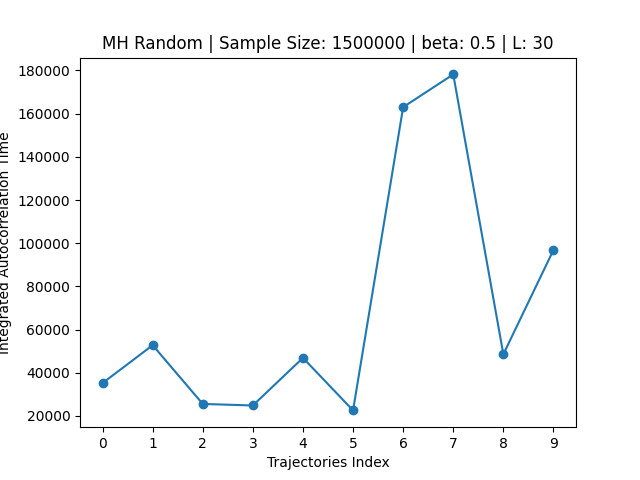 MH Random | Sample Size: 1500000 | beta: 0.5 | L: 30
Integrated Autocorrelation Time
180000
160000
140000
120000
100000
80000
60000
40000
20000
0 1 2 3 4 5 6 7 8 9
Trajectories Index